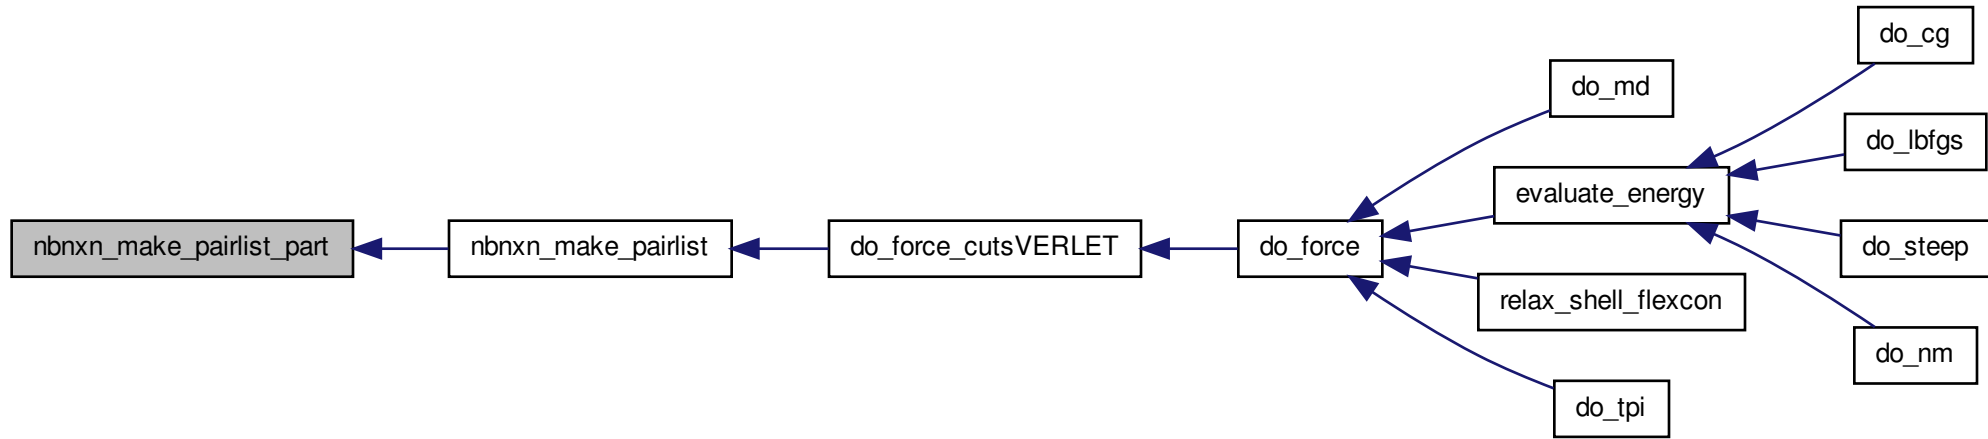 nbnxn_make_pairlist_part
nbnxn_make_pairlist
do_force_cutsVERLET
do_force
do_md
evaluate_energy
relax_shell_flexcon
do_tpi
do_cg
do_lbfgs
do_steep
do_nm